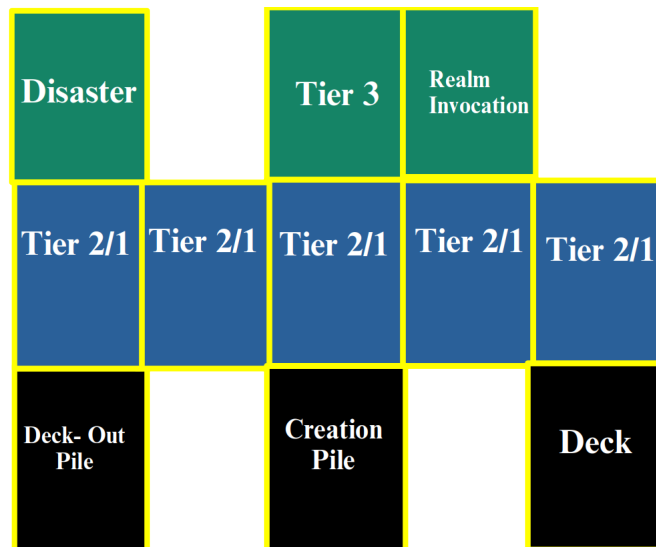 Disaster
Tier 3
Realm
Invocation
Tier 2/1
Tier 2/1
Tier 2/1
Tier 2/1
Tier 2/1
Deck- Out
Pile
Creation
Pile
Deck